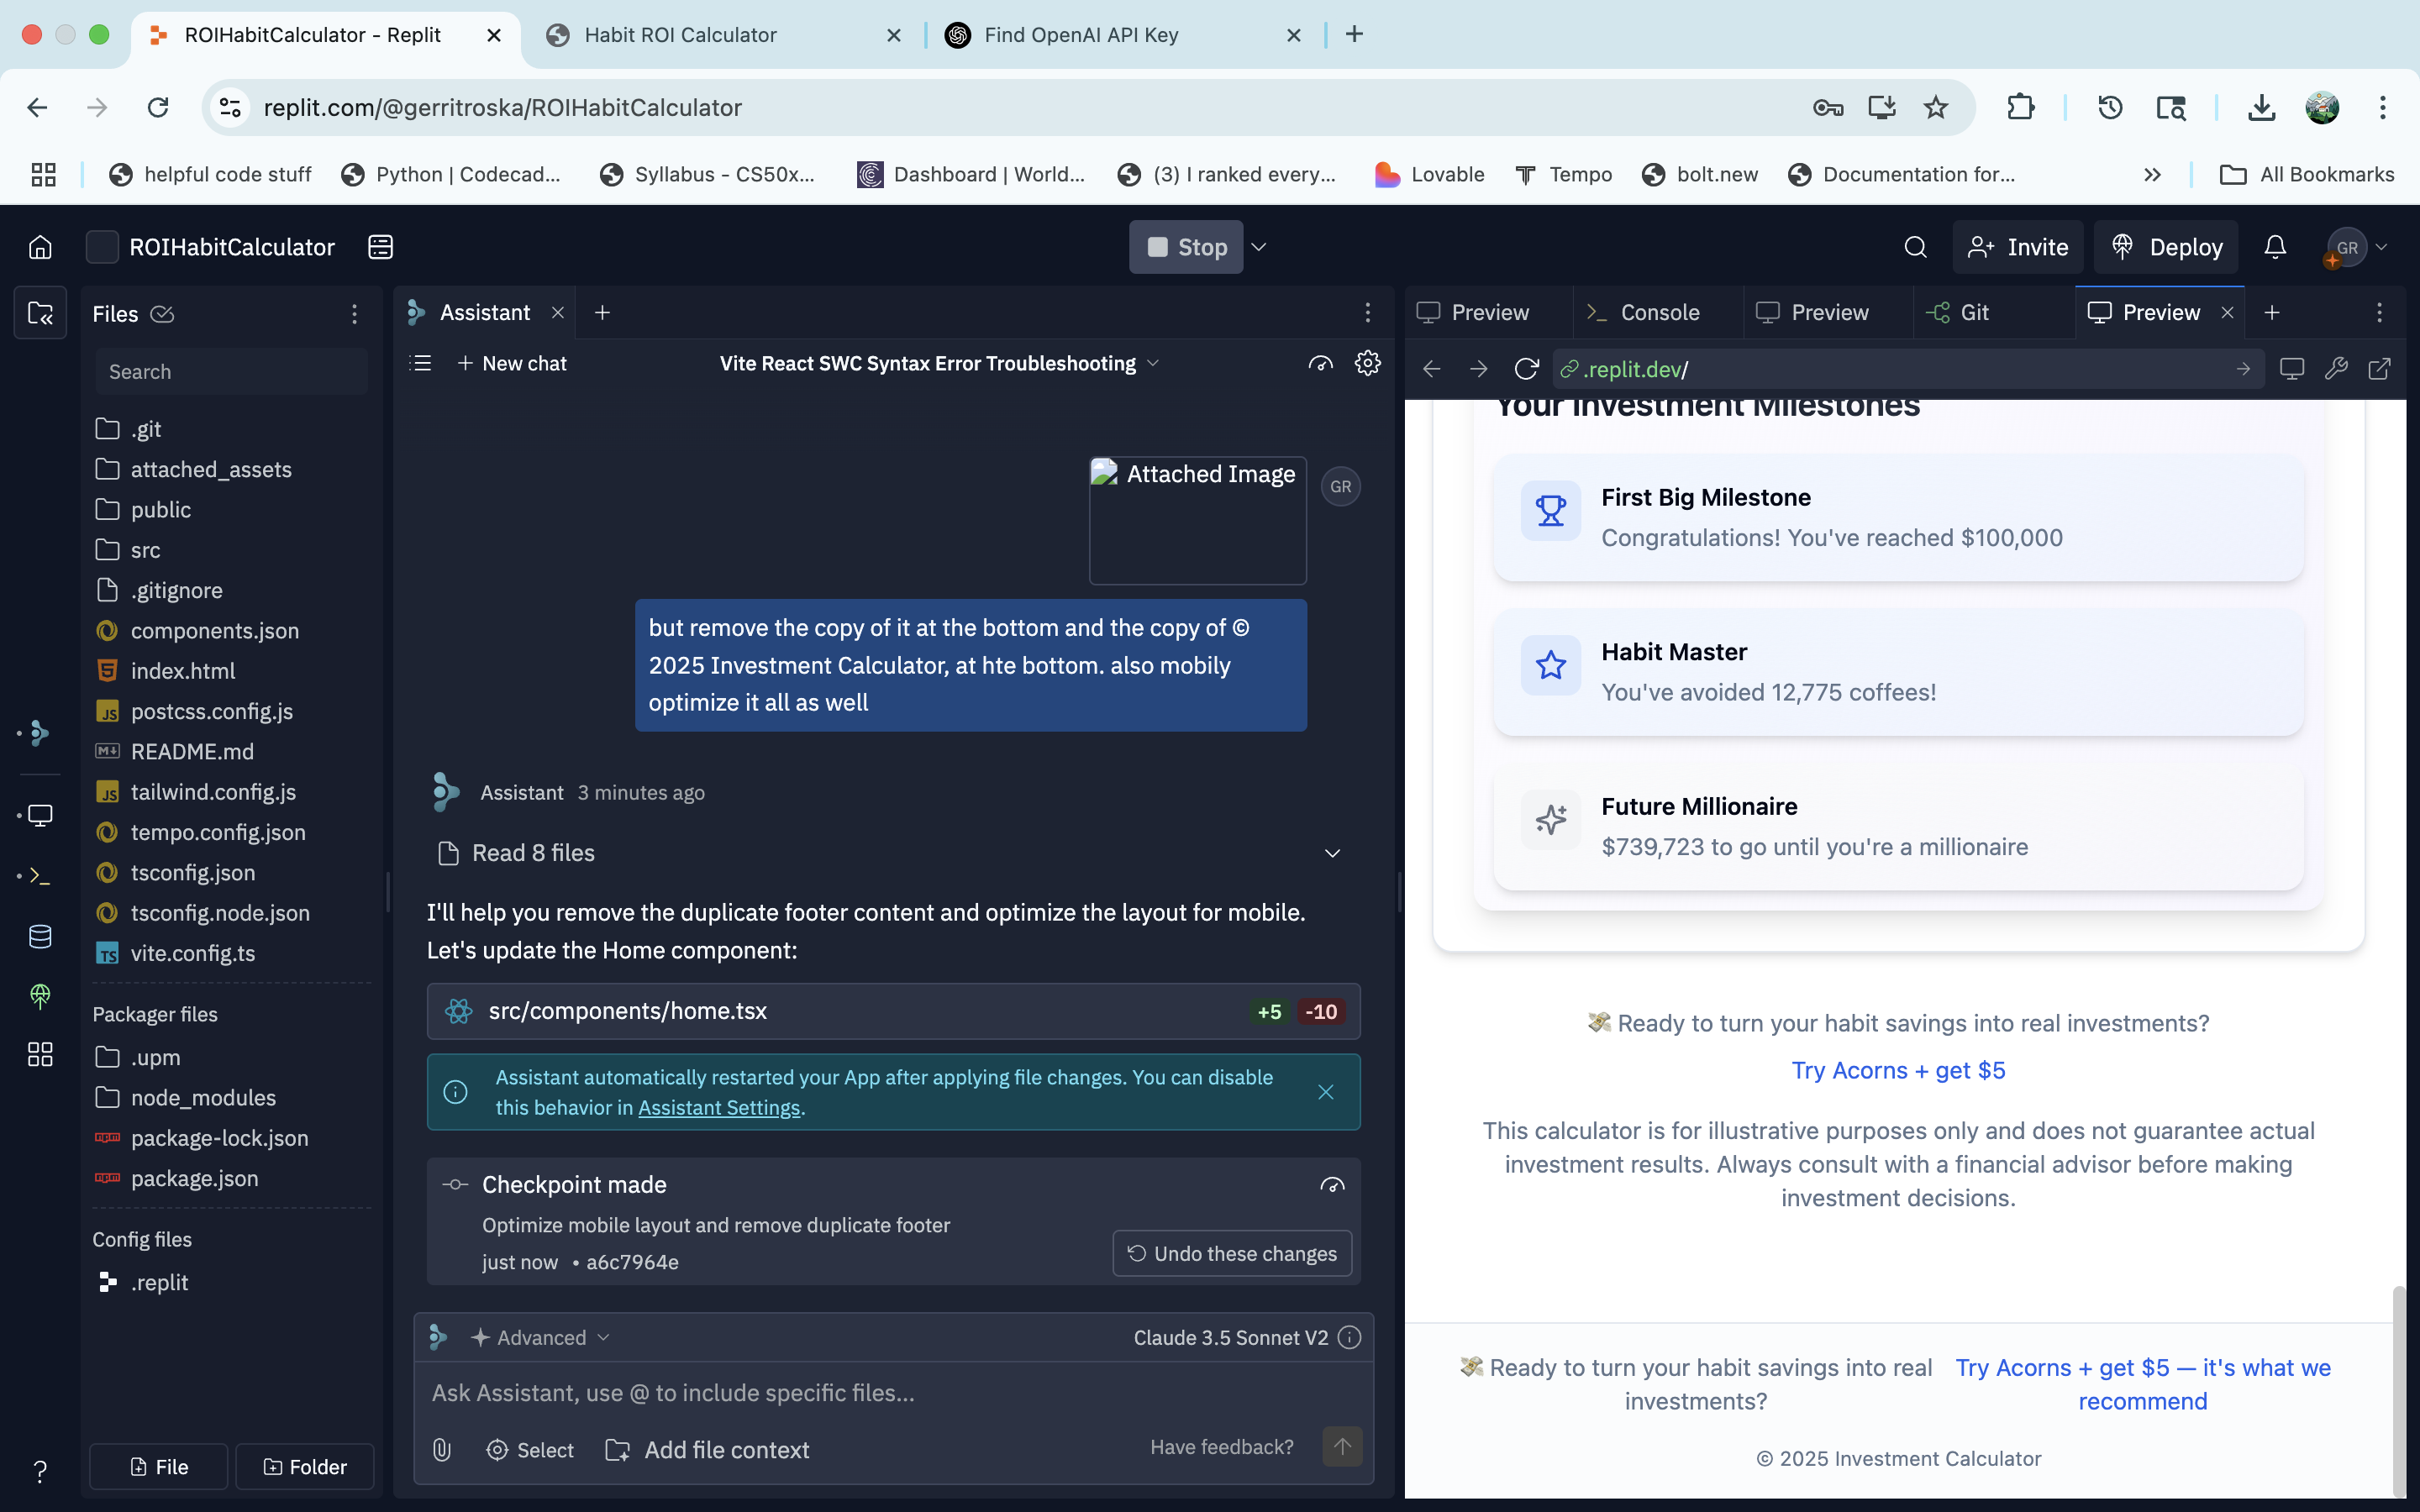 ROIHabitCalculator - Replit
Habit ROI Calculator
Find OpenAI API Key
replit.com/@gerritroska/ROIHabitCalculator
helpful code stuff
Python | Codecad...
Syllabus - CS50x...
Dashboard | World...
(3) I ranked every...
Lovable
Tempo
bolt.new
Documentation for...
All Bookmarks
ROIHabitCalculator
Stop
Invite
Deploy
GR
Files
Search
.git
attached_assets
public
src
.gitignore
components.json
index.html
postcss.config.js
README.md
tailwind.config.js
tempo.config.json
tsconfig.json
tsconfig.node.json
vite.config.ts
Packager files
.upm
node_modules
package-lock.json
package.json
Config files
.replit
File
Folder
Assistant
New chat
Vite React SWC Syntax Error Troubleshooting
Attached Image
GR
but remove the copy of it at the bottom and the copy of ©
2025 Investment Calculator, at hte bottom. also mobily
optimize it all as well
Assistant 3 minutes ago
Read 8 files
I'll help you remove the duplicate footer content and optimize the layout for mobile.
Let's update the Home component:
src/components/home.tsx
+5 -10
Assistant automatically restarted your App after applying file changes. You can disable
this behavior in Assistant Settings.
Checkpoint made
Optimize mobile layout and remove duplicate footer
just now • a6c7964e
Undo these changes
Advanced
Claude 3.5 Sonnet V2
Ask Assistant, use @ to include specific files...
Select
Add file context
Have feedback?
Preview
Console
Preview
Git
Preview
.replit.dev/
Your Investment Milestones
First Big Milestone
Congratulations! You've reached $100,000
Habit Master
You've avoided 12,775 coffees!
Future Millionaire
$739,723 to go until you're a millionaire
💸 Ready to turn your habit savings into real investments?
Try Acorns + get $5
This calculator is for illustrative purposes only and does not guarantee actual
investment results. Always consult with a financial advisor before making
investment decisions.
💸 Ready to turn your habit savings into real
investments?
Try Acorns + get $5 — it's what we
recommend
© 2025 Investment Calculator